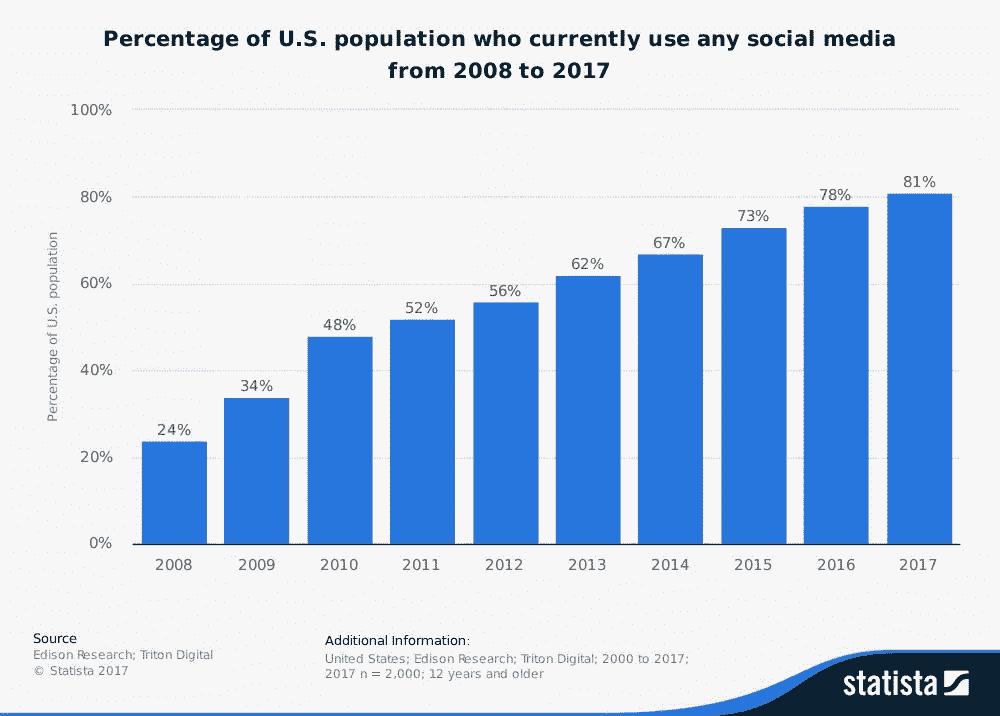 Percentage of U.S. population who currently use any social media
from 2008 to 2017
Percentage of U.S. population
100%
80%
60%
40%
20%
0%
24%
34%
48%
52%
56%
62%
67%
73%
78%
81%
2008 2009 2010 2011 2012 2013 2014 2015 2016 2017
Source
Edison Research; Triton Digital
© Statista 2017
Additional Information:
United States; Edison Research; Triton Digital; 2000 to 2017;
2017 n = 2,000; 12 years and older
statista